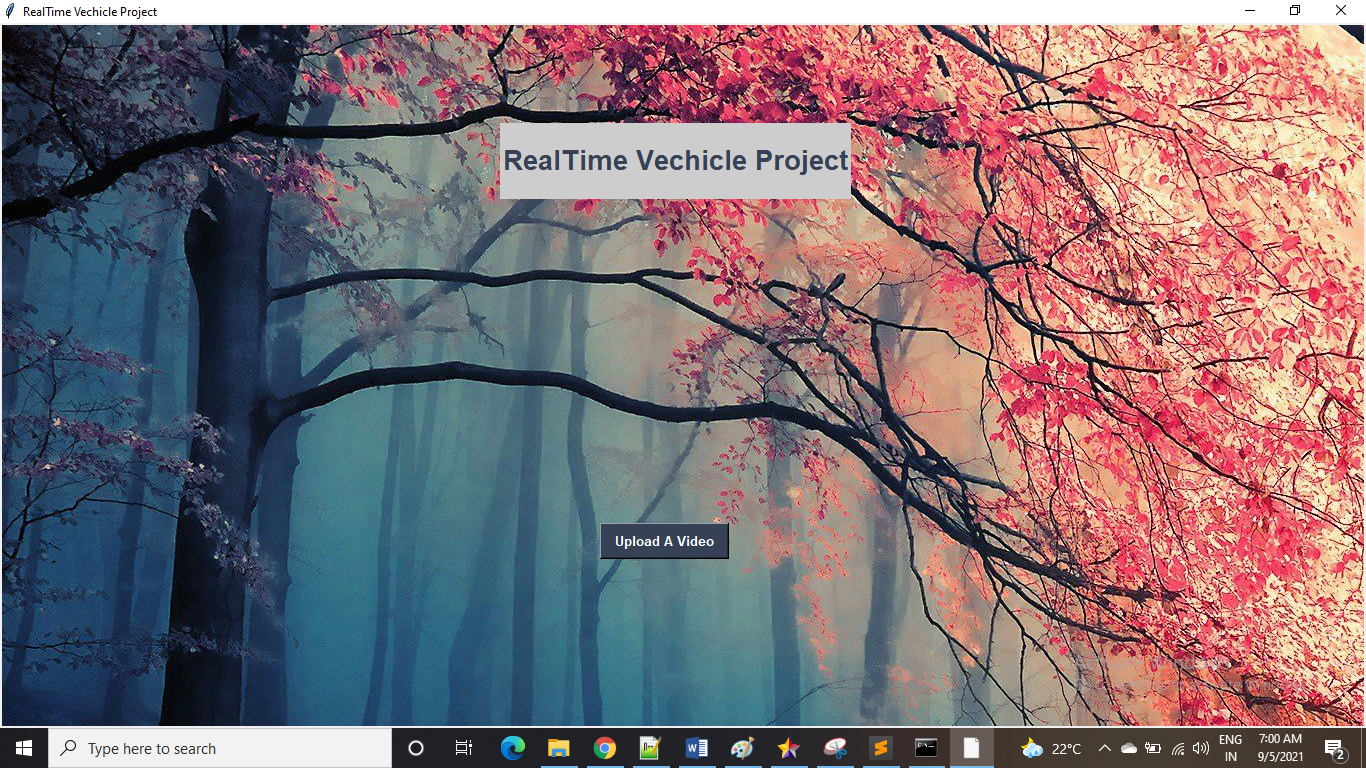 RealTime Vechicle Project
RealTime Vechicle Project
Upload A Video
Type here to search
22°C
ENG
IN
7:00 AM
9/5/2021
2